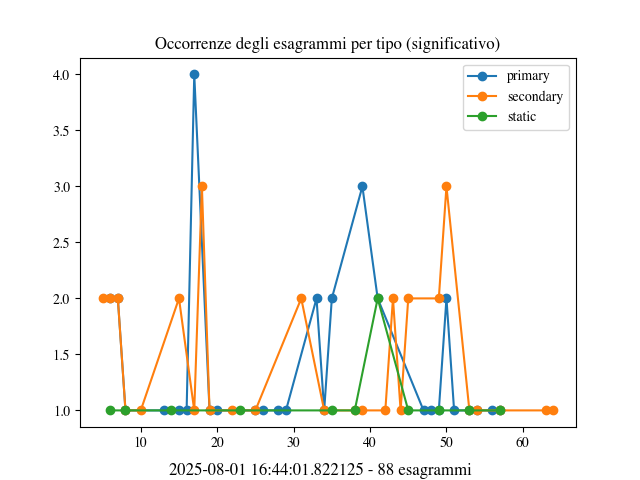 Occorrenze degli esagrammi per tipo (significativo)
primary
secondary
static
4.0
3.5
3.0
2.5
2.0
1.5
1.0
10 20 30 40 50 60
2025-08-01 16:44:01.822125 - 88 esagrammi